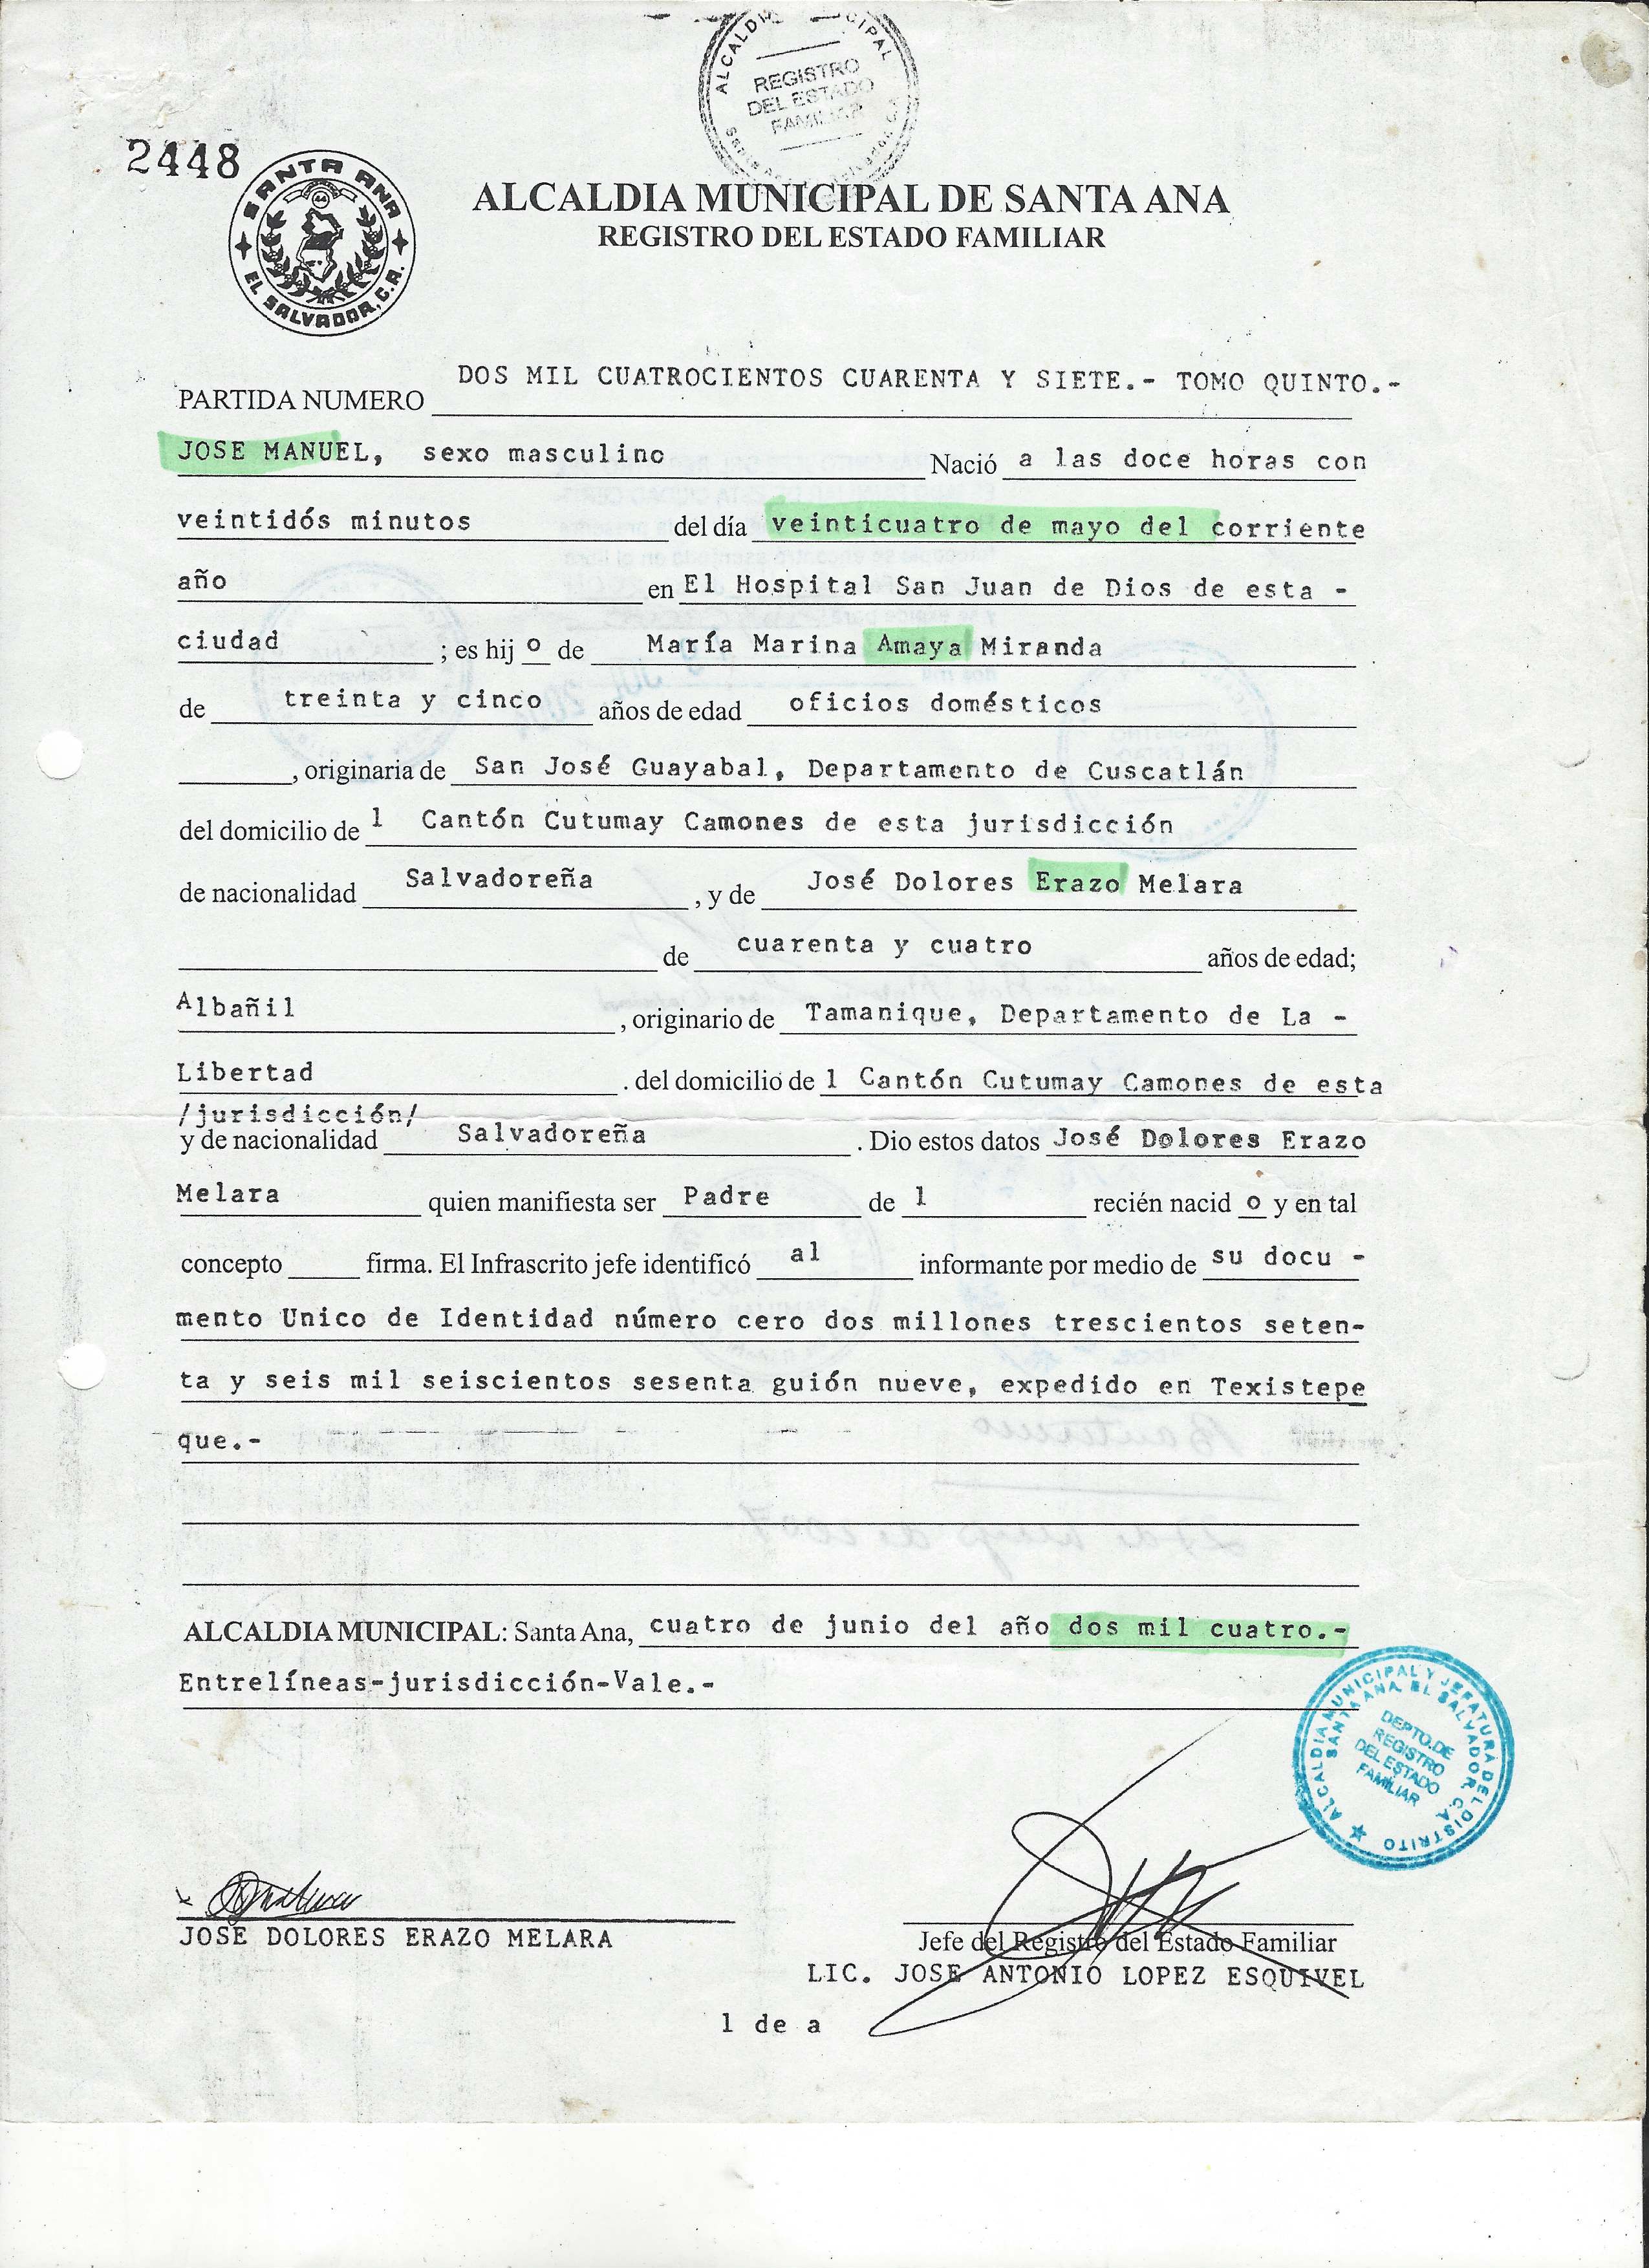 ALCALDIA MUNICIPAL
REGISTRO
DEL ESTADO
FAMILIAR
2448
SANTA ANA
44
EL SALVADOR, C.A.
ALCALDIA MUNICIPAL DE SANTA ANA
REGISTRO DEL ESTADO FAMILIAR
PARTIDA NUMERO DOS MIL CUATROCIENTOS CUARENTA Y SIETE.- TOMO QUINTO.-
JOSE MANUEL, sexo masculino Nació a las doce horas con
veintidós minutos del día veinticuatro de mayo del corriente
año en El Hospital San Juan de Dios de esta -
ciudad ; es hij o de María Marina Amaya Miranda
de treinta y cinco años de edad oficios domésticos
, originaria de San José Guayabal, Departamento de Cuscatlán
del domicilio de l Cantón Cutumay Camones de esta jurisdicción
de nacionalidad Salvadoreña , y de José Dolores Erazo Melara
de cuarenta y cuatro años de edad;
Albañil , originario de Tamanique, Departamento de La -
Libertad . del domicilio de l Cantón Cutumay Camones de esta
/jurisdicción/
y de nacionalidad Salvadoreña . Dio estos datos José Dolores Erazo
Melara quien manifiesta ser Padre de l recién nacid o y en tal
concepto firma. El Infrascrito jefe identificó al informante por medio de su docu -
mento Unico de Identidad número cero dos millones trescientos seten-
ta y seis mil seiscientos sesenta guión nueve, expedido en Texistepe
que.-
ALCALDIA MUNICIPAL: Santa Ana, cuatro de junio del año dos mil cuatro.-
Entrelíneas-jurisdicción-Vale.-
ALCALDIA MUNICIPAL Y JEFATURA DEL DISTRITO
SANTA ANA, EL SALVADOR, C.A.
DEPTO. DE
REGISTRO
DEL ESTADO
FAMILIAR
JOSE DOLORES ERAZO MELARA
Jefe del Registro del Estado Familiar
LIC. JOSE ANTONIO LOPEZ ESQUIVEL
l de a